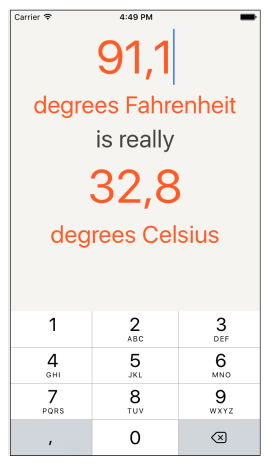 Carrier 4:49 PM
91,1
degrees Fahrenheit
is really
32,8
degrees Celsius
1 2 3
ABC DEF
4 5 6
GHI JKL MNO
7 8 9
PQRS TUV WXYZ
, 0